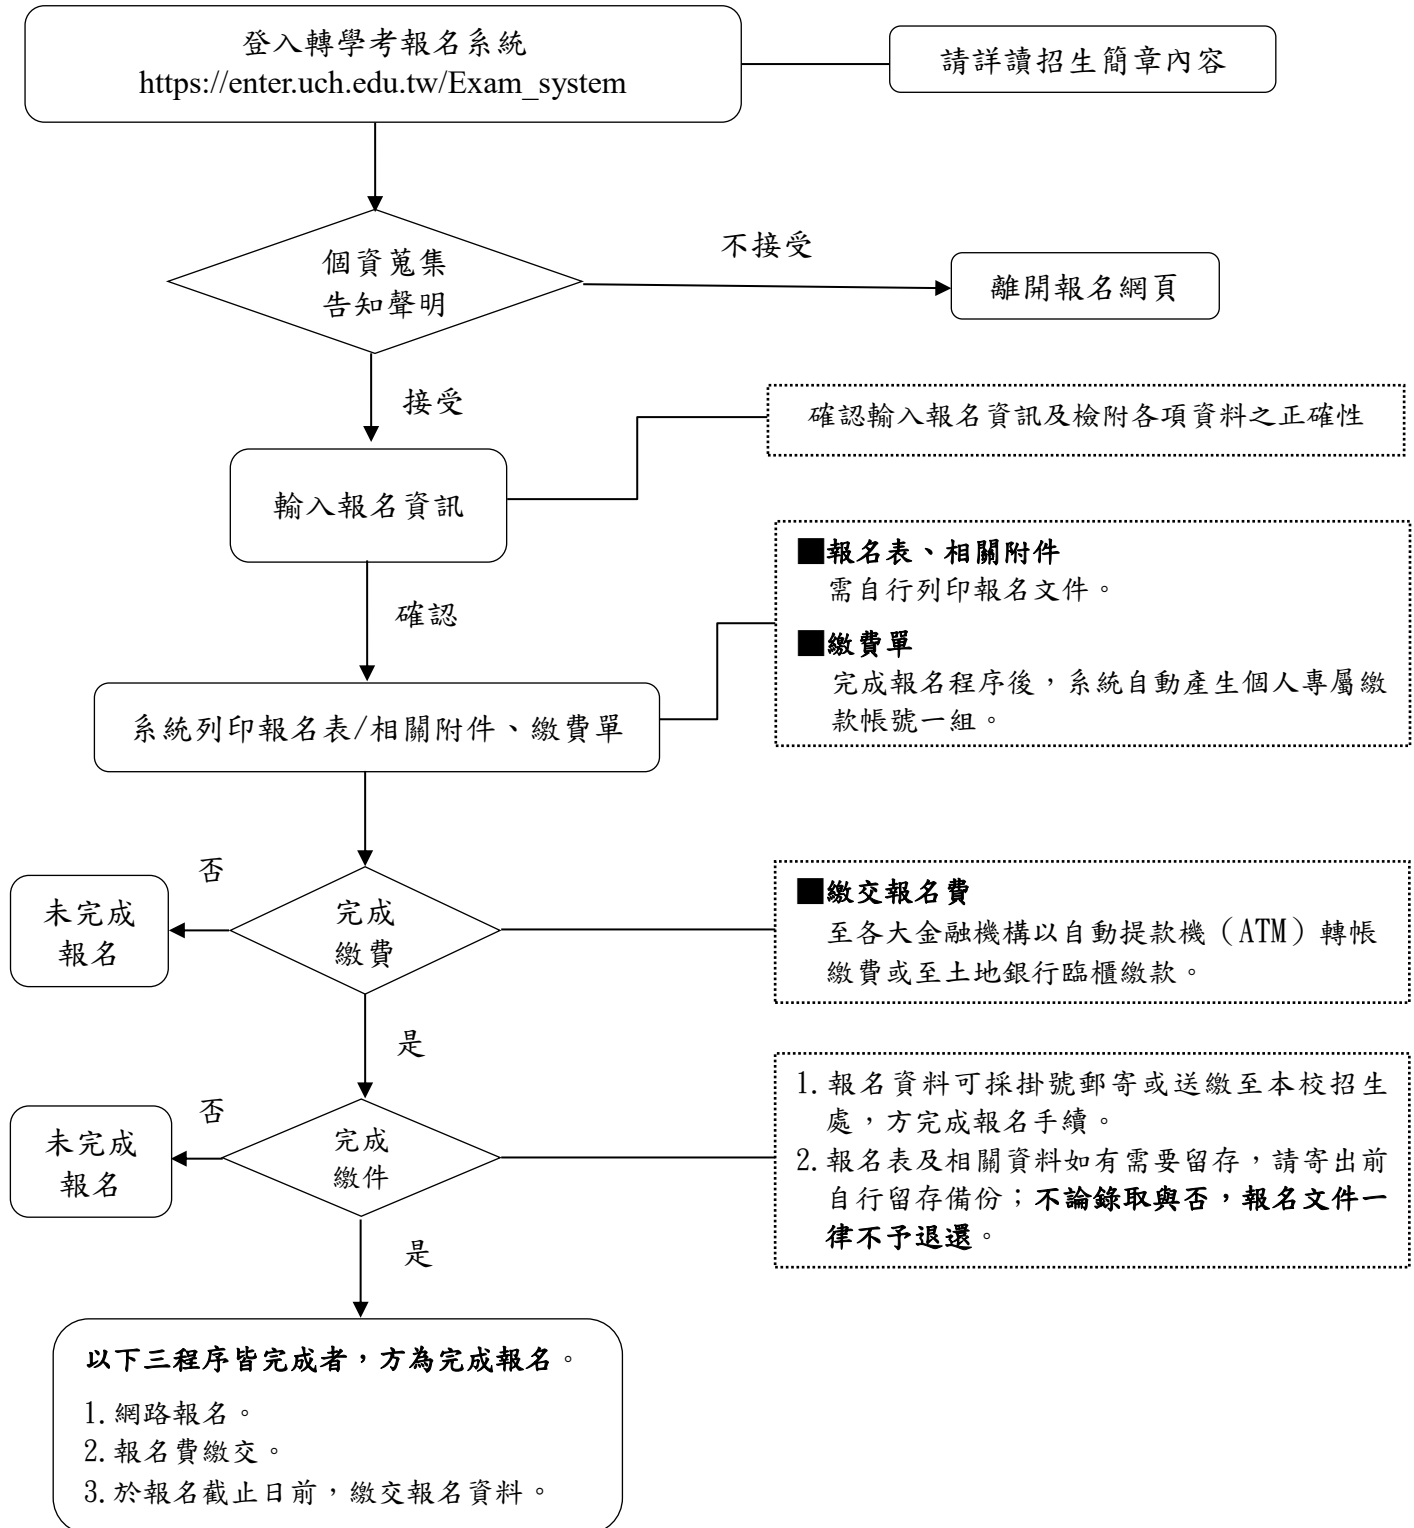 登入轉學考報名系統
https://enter.uch.edu.tw/Exam_system
請詳讀招生簡章內容
個資蒐集
告知聲明
不接受
離開報名網頁
接受
確認輸入報名資訊及檢附各項資料之正確性
輸入報名資訊
■報名表、相關附件
需自行列印報名文件。
■繳費單
完成報名程序後，系統自動產生個人專屬繳
款帳號一組。
確認
系統列印報名表/相關附件、繳費單
否
未完成
報名
完成
繳費
■繳交報名費
至各大金融機構以自動提款機（ATM）轉帳
繳費或至土地銀行臨櫃繳款。
是
否
未完成
報名
完成
繳件
1.報名資料可採掛號郵寄或送繳至本校招生
處，方完成報名手續。
2.報名表及相關資料如有需要留存，請寄出前
自行留存備份；不論錄取與否，報名文件一
律不予退還。
是
以下三程序皆完成者，方為完成報名。
1.網路報名。
2.報名費繳交。
3.於報名截止日前，繳交報名資料。